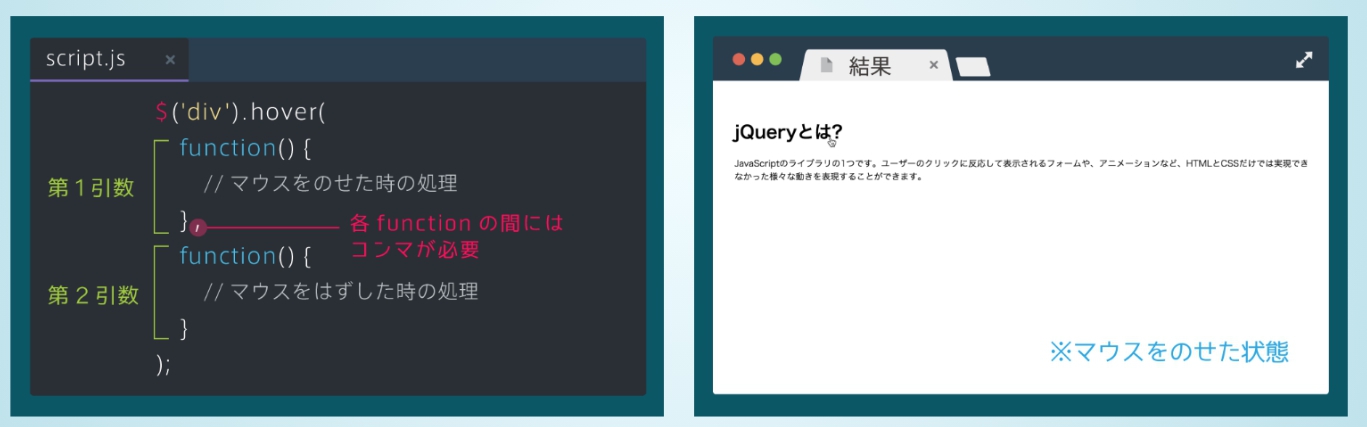 script.js ×
$('div').hover(
function() {
第1引数
// マウスをのせた時の処理
},
各 function の間には
コンマが必要
function() {
第2引数
// マウスをはずした時の処理
}
);
結果 ×
jQueryとは?
JavaScriptのライブラリの1つです。ユーザーのクリックに反応して表示されるフォームや、アニメーションなど、HTMLとCSSだけでは実現でき
なかった様々な動きを表現することができます。
※マウスをのせた状態